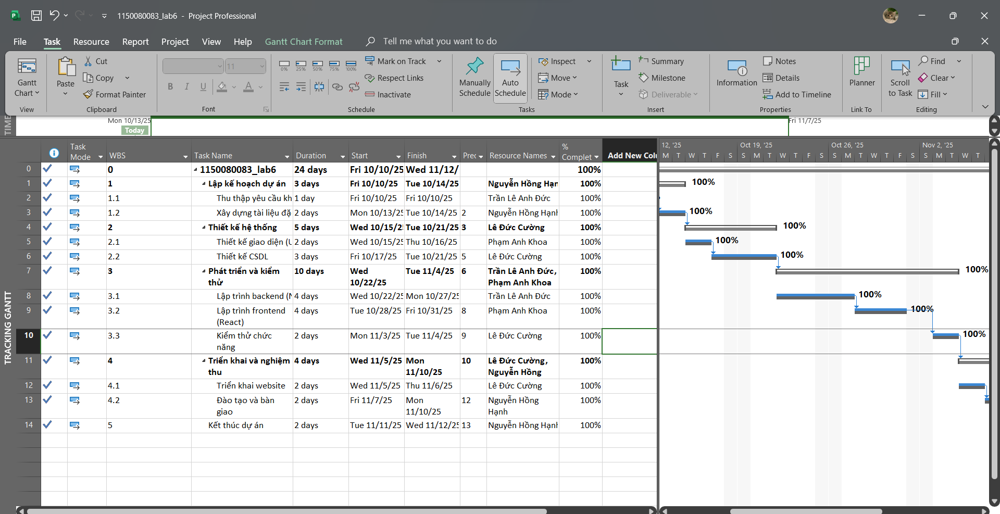 1150080083_lab6 - Project Professional
File Task Resource Report Project View Help Gantt Chart Format Tell me what you want to do
Gantt Chart
View
Paste
Cut
Copy
Format Painter
Clipboard
11
B I U A
Font
0% 25% 50% 75% 100%
Mark on Track
Respect Links
Inactivate
Schedule
Manually Schedule
Auto Schedule
Inspect
Move
Mode
Tasks
Task
Summary
Milestone
Deliverable
Insert
Information
Notes
Details
Add to Timeline
Properties
Planner
Link To
Scroll to Task
Find
Clear
Fill
Editing
TIME
Mon 10/13/25
Today
Fri 11/7/25
TRACKING GANTT
Task Mode WBS Task Name Duration Start Finish Prec Resource Names % Complet Add New Colu
12, '25 Oct 19, '25 Oct 26, '25 Nov 2, '25
M T W T F S S M T W T F S S M T W T F S S M T W T
0 0 1150080083_lab6 24 days Fri 10/10/25 Wed 11/12/ 100%
1 1 Lập kế hoạch dự án 3 days Fri 10/10/25 Tue 10/14/25 Nguyễn Hồng Hạn 100% 100%
2 1.1 Thu thập yêu cầu kh 1 day Fri 10/10/25 Fri 10/10/25 Trần Lê Anh Đức 100%
3 1.2 Xây dựng tài liệu đặ 2 days Mon 10/13/25 Tue 10/14/25 2 Nguyễn Hồng Hạnh 100% 100%
4 2 Thiết kế hệ thống 5 days Wed 10/15/2 Tue 10/21/25 3 Lê Đức Cường 100% 100%
5 2.1 Thiết kế giao diện (U 2 days Wed 10/15/25 Thu 10/16/25 Phạm Anh Khoa 100% 100%
6 2.2 Thiết kế CSDL 3 days Fri 10/17/25 Tue 10/21/25 5 Lê Đức Cường 100% 100%
7 3 Phát triển và kiểm thử 10 days Wed 10/22/25 Tue 11/4/25 6 Trần Lê Anh Đức, Phạm Anh Khoa 100% 100%
8 3.1 Lập trình backend (N 4 days Wed 10/22/25 Mon 10/27/25 Trần Lê Anh Đức 100% 100%
9 3.2 Lập trình frontend (React) 4 days Tue 10/28/25 Fri 10/31/25 8 Phạm Anh Khoa 100% 100%
10 3.3 Kiểm thử chức năng 2 days Mon 11/3/25 Tue 11/4/25 9 Lê Đức Cường 100% 100%
11 4 Triển khai và nghiệm thu 4 days Wed 11/5/25 Mon 11/10/25 10 Lê Đức Cường, Nguyễn Hồng 100%
12 4.1 Triển khai website 2 days Wed 11/5/25 Thu 11/6/25 Lê Đức Cường 100%
13 4.2 Đào tạo và bàn giao 2 days Fri 11/7/25 Mon 11/10/25 12 Nguyễn Hồng Hạnh 100%
14 5 Kết thúc dự án 2 days Tue 11/11/25 Wed 11/12/25 13 Nguyễn Hồng Hạnh 100%